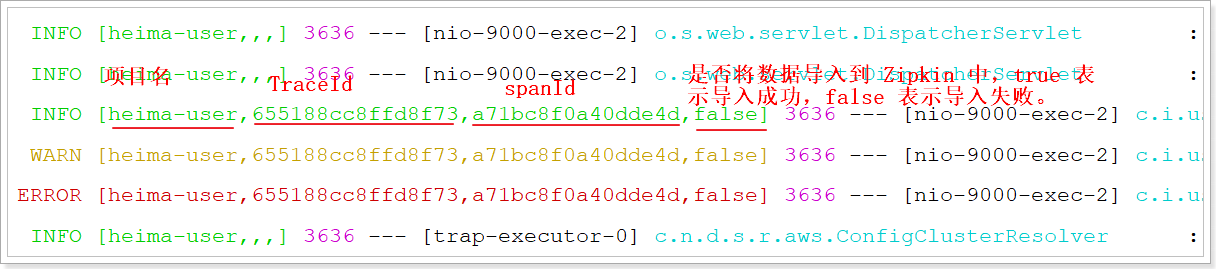 INFO [heima-user,,,] 3636 --- [nio-9000-exec-2] o.s.web.servlet.DispatcherServlet :
INFO [heima-user,,,] 3636 --- [nio-9000-exec-2] o.s.web.servlet.DispatcherServlet :
项目名 TraceId spanId 是否将数据导入到 Zipkin 中，true 表
示导入成功，false 表示导入失败。
INFO [heima-user,655188cc8ffd8f73,a71bc8f0a40dde4d,false] 3636 --- [nio-9000-exec-2] c.i.u.
WARN [heima-user,655188cc8ffd8f73,a71bc8f0a40dde4d,false] 3636 --- [nio-9000-exec-2] c.i.u.
ERROR [heima-user,655188cc8ffd8f73,a71bc8f0a40dde4d,false] 3636 --- [nio-9000-exec-2] c.i.u.
INFO [heima-user,,,] 3636 --- [trap-executor-0] c.n.d.s.r.aws.ConfigClusterResolver :